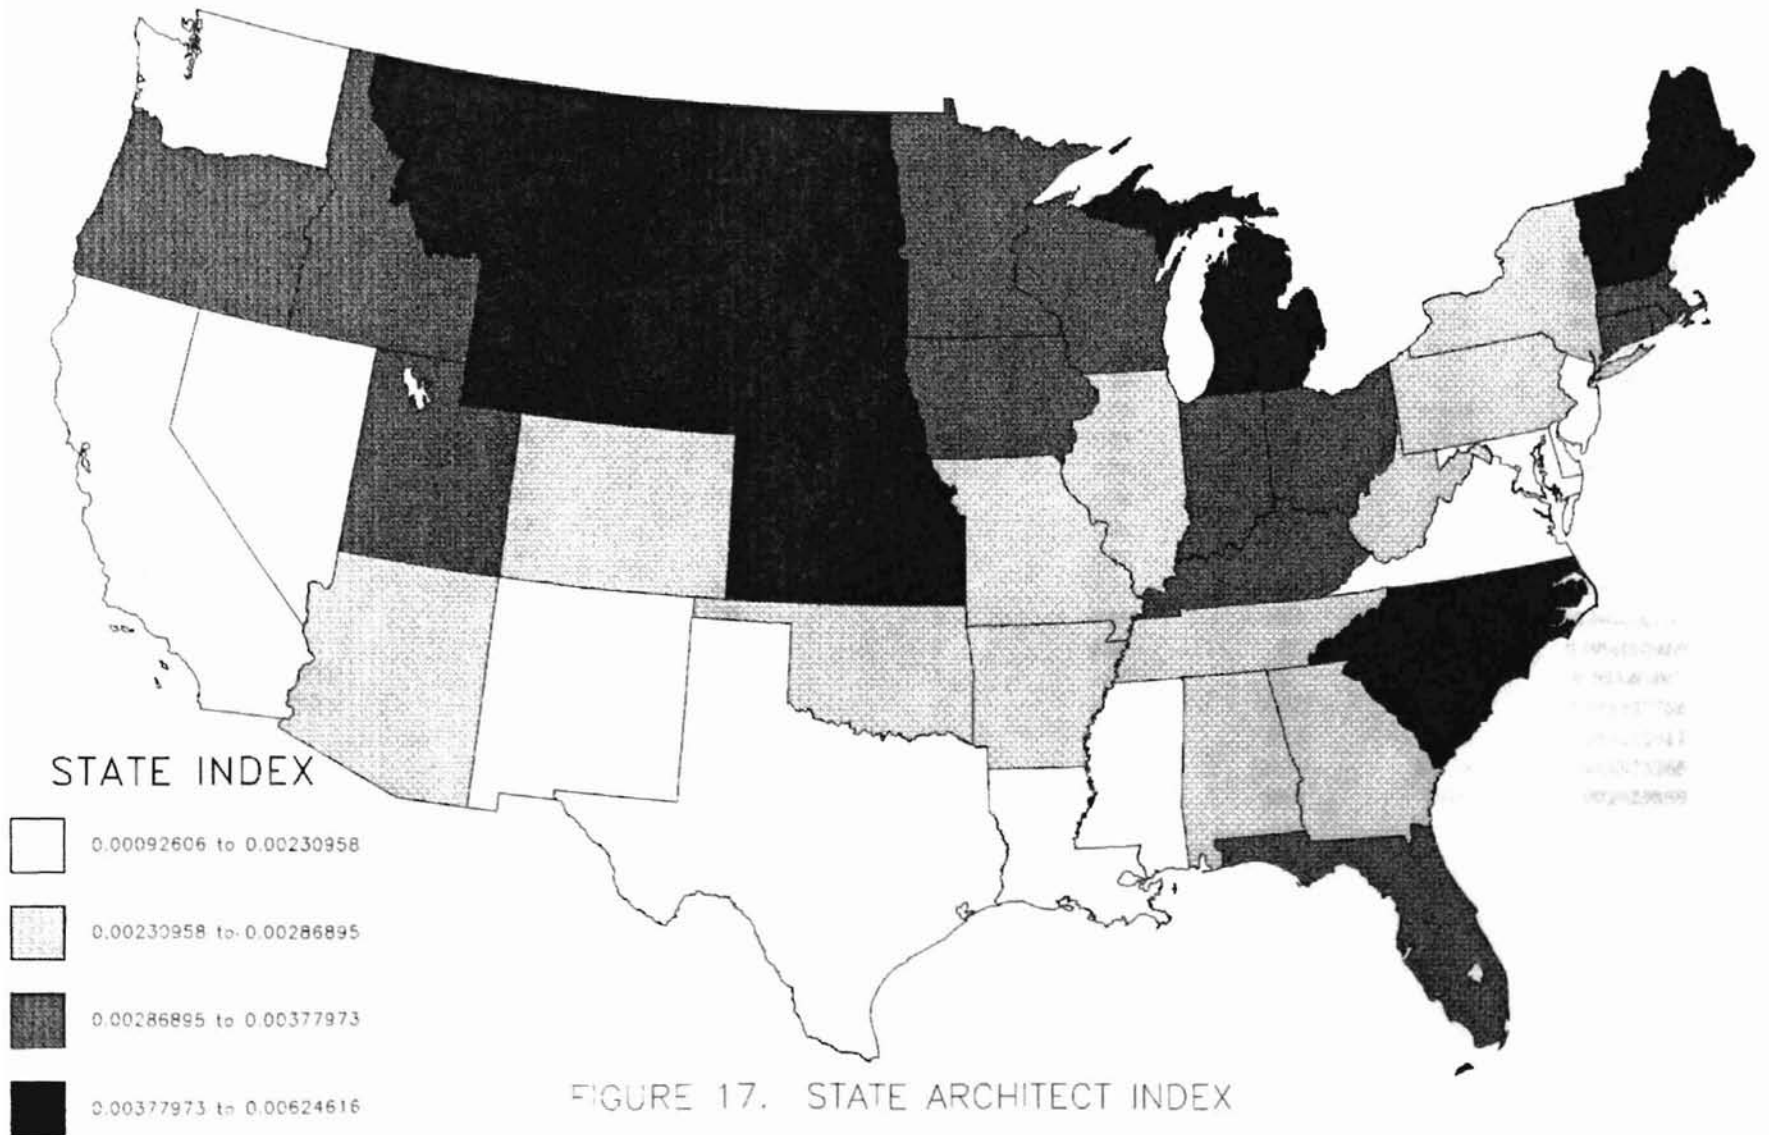 STATE INDEX
0.00092606 to 0.00230958
0.00230958 to 0.00286895
0.00286895 to 0.00377973
0.00377973 to 0.00624616
FIGURE 17. STATE ARCHITECT INDEX